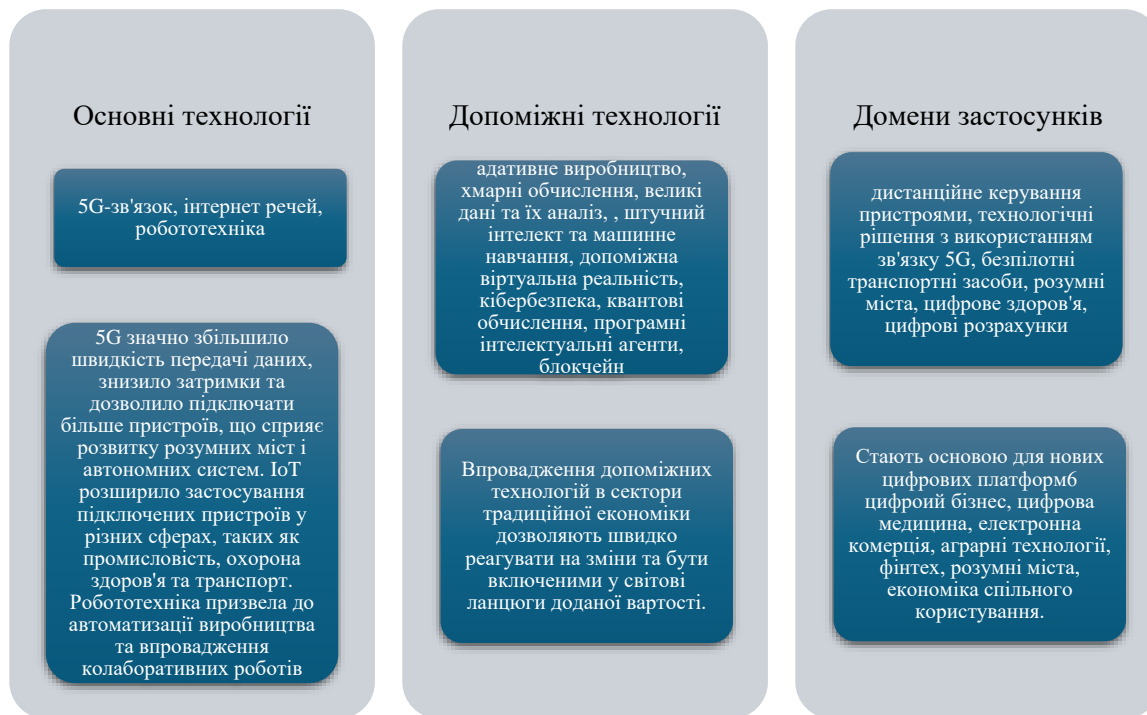 Основні технології
5G-зв'язок, інтернет речей,
робототехніка
5G значно збільшило
швидкість передачі даних,
знизило затримки та
дозволило підключати
більше пристроїв, що сприяє
розвитку розумних міст і
автономних систем. IoT
розширило застосування
підключених пристроїв у
різних сферах, таких як
промисловість, охорона
здоров'я та транспорт.
Робототехніка призвела до
автоматизації виробництва
та впровадження
колаборативних роботів
Допоміжні технології
адативне виробництво,
хмарні обчислення, великі
дані та їх аналіз, , штучний
інтелект та машинне
навчання, допоміжна
віртуальна реальність,
кібербезпека, квантові
обчислення, програмні
інтелектуальні агенти,
блокчейн
Впровадження допоміжних
технологій в сектори
традиційної економіки
дозволяють швидко
реагувати на зміни та бути
включеними у світові
ланцюги доданої вартості.
Домени застосунків
дистанційне керування
пристроями, технологічні
рішення з використанням
зв'язку 5G, безпілотні
транспортні засоби, розумні
міста, цифрове здоров'я,
цифрові розрахунки
Стають основою для нових
цифрових платформ6
цифроий бізнес, цифрова
медицина, електронна
комерція, аграрні технології,
фінтех, розумні міста,
економіка спільного
користування.